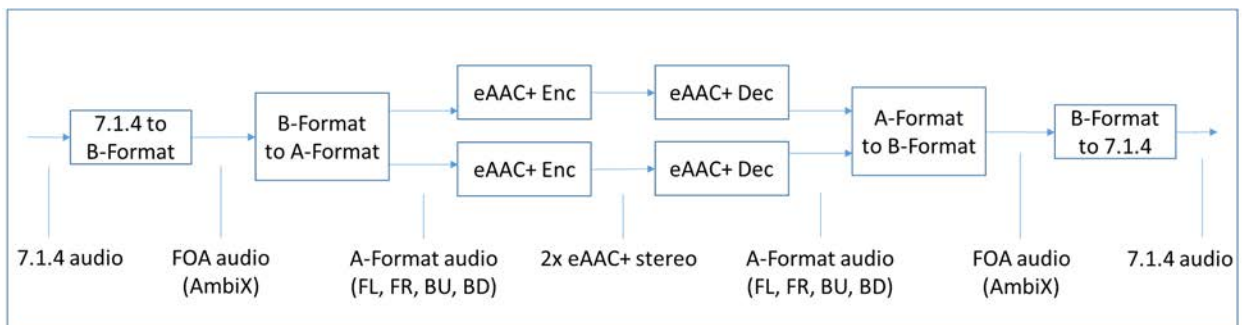 7.1.4 to
B-Format
B-Format
to A-Format
eAAC+ Enc
eAAC+ Dec
eAAC+ Enc
eAAC+ Dec
A-Format
to B-Format
B-Format
to 7.1.4
7.1.4 audio
FOA audio
(AmbiX)
A-Format audio
(FL, FR, BU, BD)
2x eAAC+ stereo
A-Format audio
(FL, FR, BU, BD)
FOA audio
(AmbiX)
7.1.4 audio